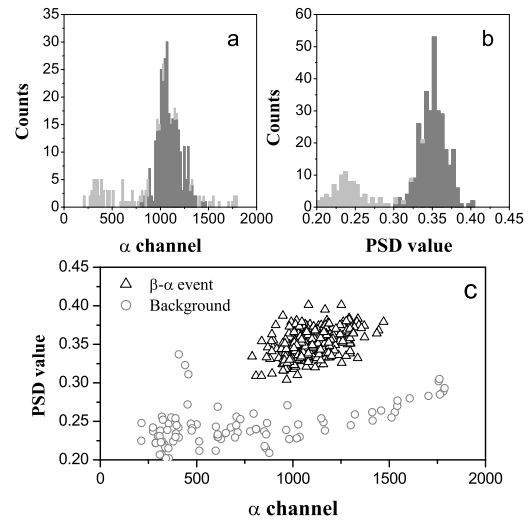 a
Counts
30
25
20
15
10
5
0
0 500 1000 1500 2000
α channel
b
Counts
60
50
40
30
20
10
0
0.20 0.25 0.30 0.35 0.40 0.45
PSD value
c
β-α event
Background
PSD value
0.45
0.40
0.35
0.30
0.25
0.20
0 500 1000 1500 2000
α channel